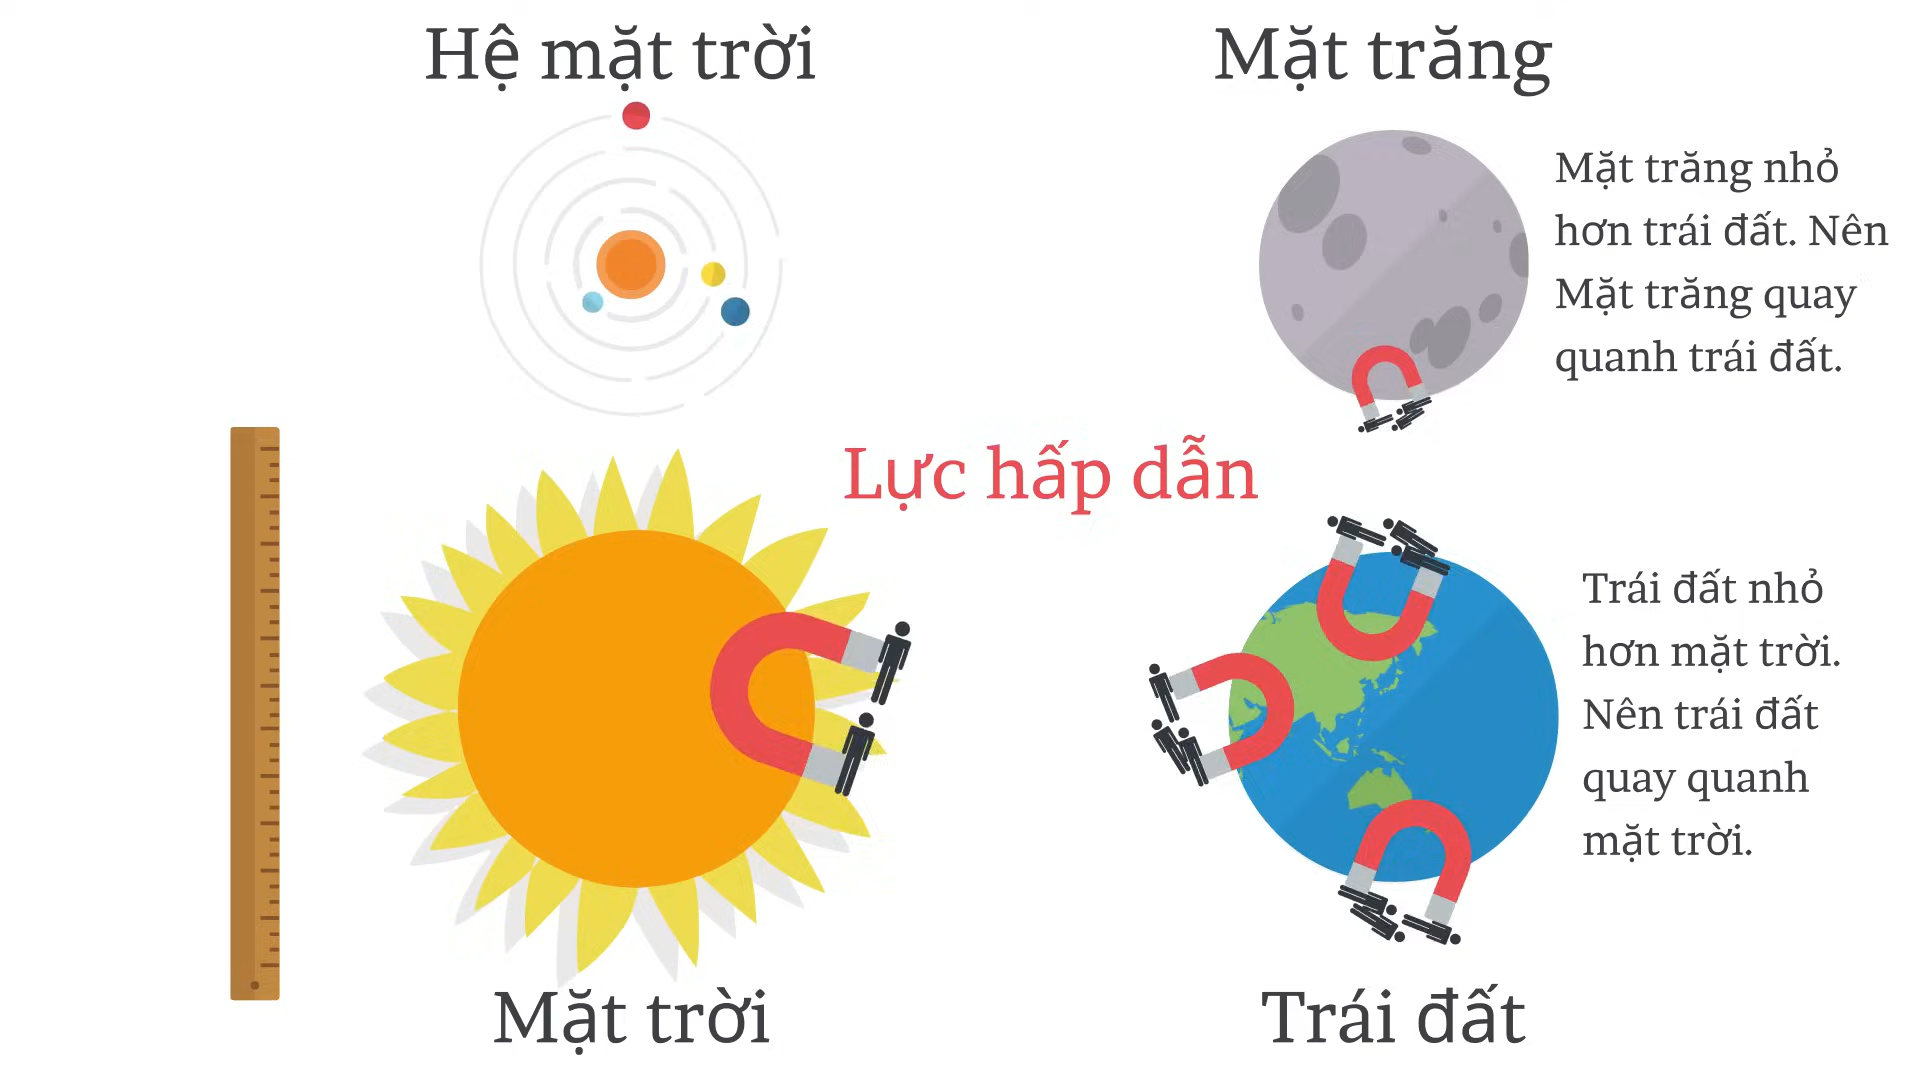 Hệ mặt trời
Mặt trăng
Mặt trăng nhỏ
hơn trái đất. Nên
Mặt trăng quay
quanh trái đất.
Lực hấp dẫn
Trái đất nhỏ
hơn mặt trời.
Nên trái đất
quay quanh
mặt trời.
Mặt trời
Trái đất